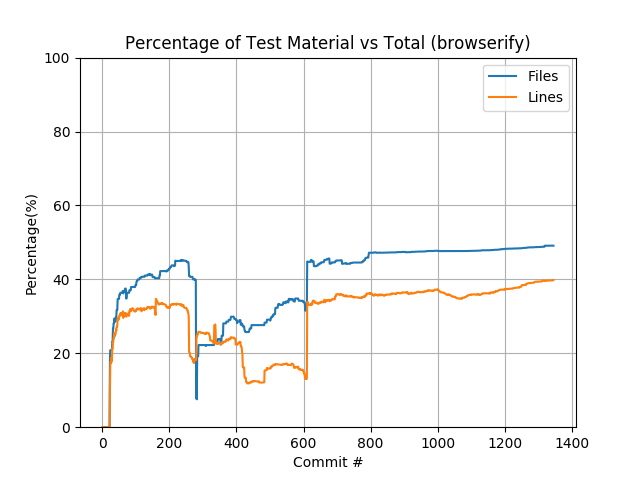 Percentage of Test Material vs Total (browserify)
Files
Lines
100
80
60
40
20
0
Percentage(%)
0 200 400 600 800 1000 1200 1400
Commit #